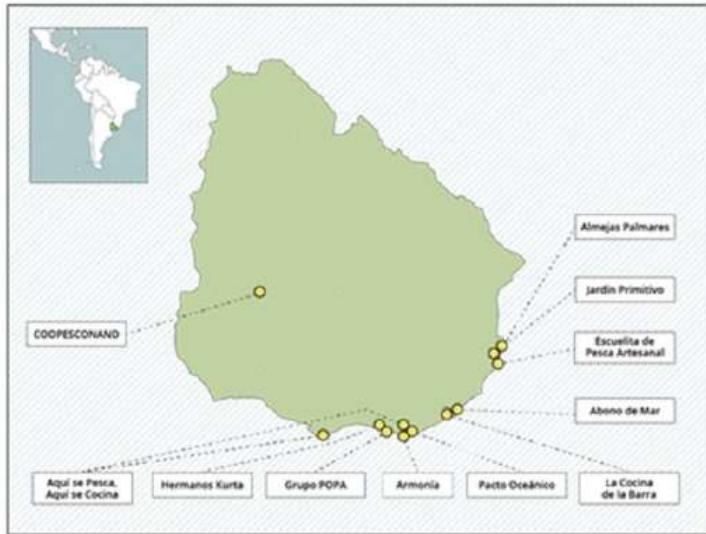 Almejas Palmares
Jardín Primitivo
Escuelita de
Pesca Artesanal
COOPESCONAND
Abono de Mar
Aquí se Pesca,
Aquí se Cocina
Hermanos Kurta
Grupo POPA
Armonía
Pacto Oceánico
La Cocina
de la Barra